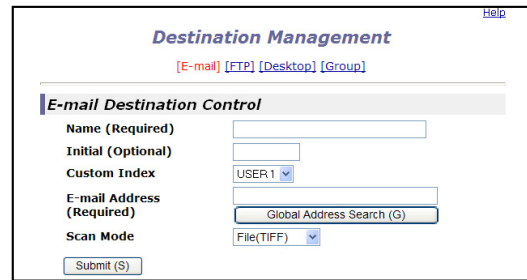 Help
Destination Management
[E-mail] [FTP] [Desktop] [Group]
E-mail Destination Control
Name (Required)
Initial (Optional)
Custom Index USER 1
E-mail Address (Required)
Global Address Search (G)
Scan Mode File(TIFF)
Submit (S)